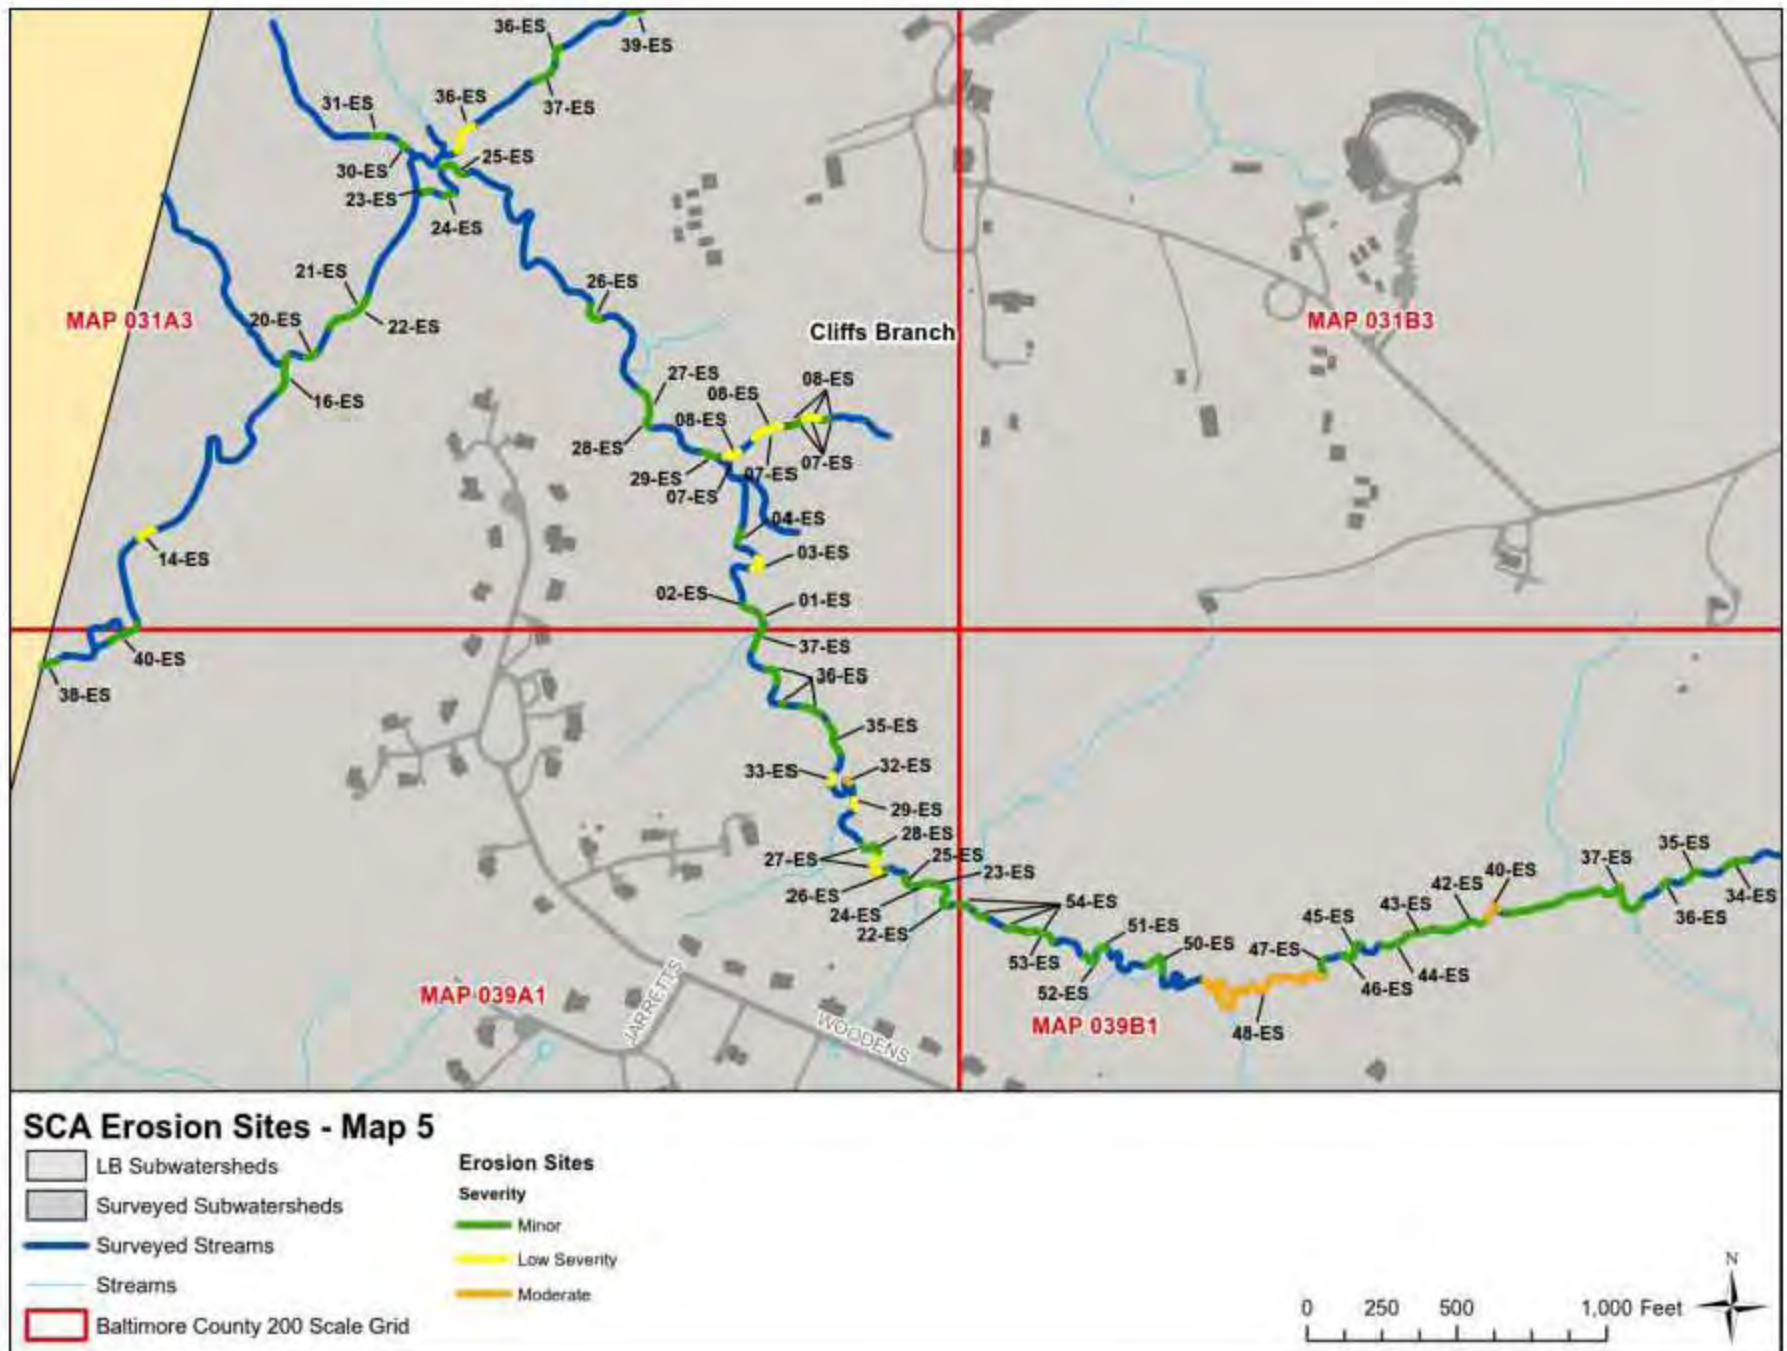 36-ES
39-ES
31-ES
36-ES
37-ES
25-ES
30-ES
23-ES
24-ES
21-ES
26-ES
MAP 031A3
20-ES
22-ES
Cliffs Branch
MAP 031B3
27-ES
08-ES
08-ES
16-ES
08-ES
28-ES
07-ES
29-ES
07-ES
07-ES
04-ES
14-ES
03-ES
02-ES
01-ES
37-ES
40-ES
36-ES
38-ES
35-ES
33-ES
32-ES
29-ES
28-ES
27-ES
25-ES
23-ES
26-ES
24-ES
22-ES
54-ES
51-ES
50-ES
53-ES
52-ES
47-ES
45-ES
43-ES
42-ES
40-ES
37-ES
35-ES
34-ES
36-ES
44-ES
46-ES
48-ES
MAP 039A1
MAP 039B1
JARRETTS
WOODENS
SCA Erosion Sites - Map 5
LB Subwatersheds
Surveyed Subwatersheds
Surveyed Streams
Streams
Baltimore County 200 Scale Grid
Erosion Sites
Severity
Minor
Low Severity
Moderate
N
0 250 500 1,000 Feet